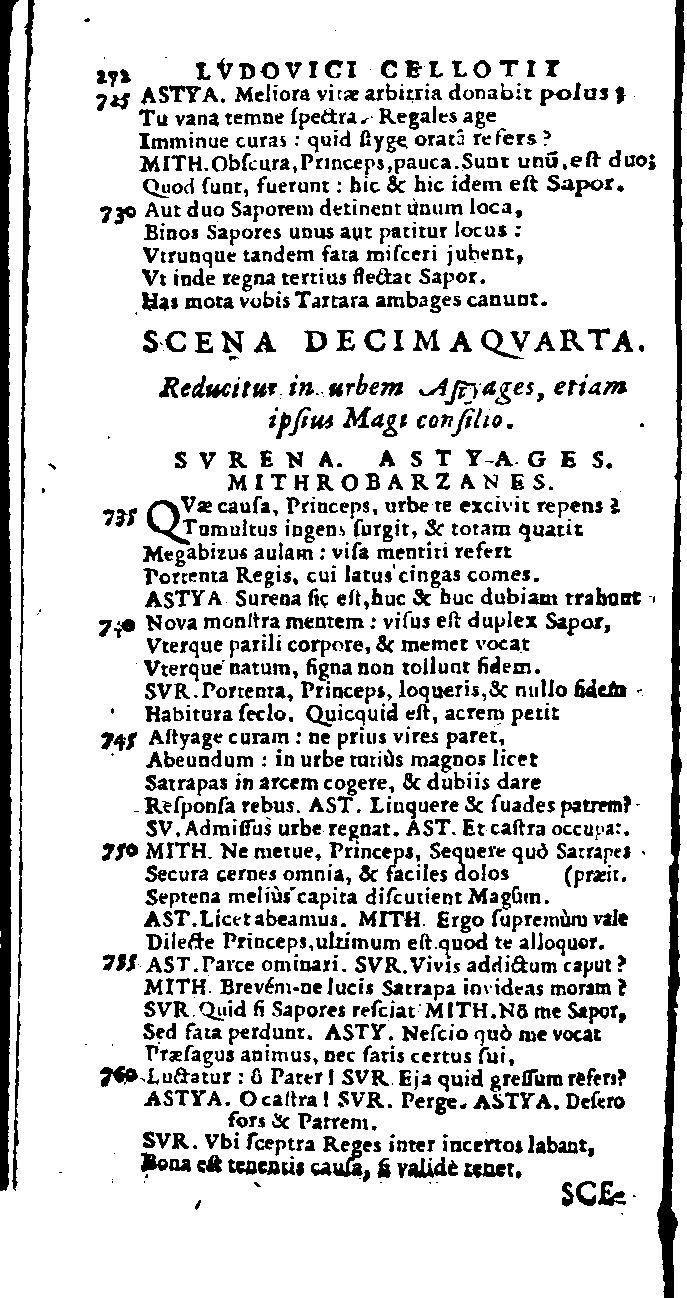 272 LVDOVICI CELLOTII
725 ASTYA. Meliora vitæ arbitria donabit polus;
Tu vana temne ſpectra. Regales age
Imminue curas : quid ſtyge oratâ refers ?
MITH. Obſcura, Princeps, pauca. Sunt unū, eſt duo;
Quod ſunt, fuerunt : hic & hic idem eſt Sapor.
730 Aut duo Saporem detinent unum loca,
Binos Sapores unus aut patitur locus :
Vtrunque tandem fata miſceri jubent,
Vt inde regna tertius flectat Sapor.
Has mota vobis Tartara ambages canunt.
SCENA DECIMAQVARTA.
Reducitur in urbem Aſtyages, etiam
ipſius Magi conſilio.
SVRENA. ASTYAGES.
MITHROBARZANES.
735 QVæ cauſa, Princeps, urbe te excivit repens ?
Tumultus ingens ſurgit, & totam quatit
Megabizus aulam : viſa mentiri refert
Portenta Regis, cui latus cingas comes.
ASTYA. Surena ſic eſt, huc & huc dubiam trahunt
740 Nova monſtra mentem : viſus eſt duplex Sapor,
Vterque parili corpore, & memet vocat
Vterque natum, ſigna non tollunt fidem.
SVR. Portenta, Princeps, loqueris, & nullo fidem
Habitura ſeclo. Quicquid eſt, acrem petit
745 Aſtyage curam : ne prius vires paret,
Abeundum : in urbe tutiùs magnos licet
Satrapas in arcem cogere, & dubiis dare
Reſponſa rebus. AST. Linquere & ſuades patrem?
SV. Admiſſus urbe regnat. AST. Et caſtra occupat.
750 MITH. Ne metue, Princeps, Sequere quò Satrapes
Secura cernes omnia, & faciles dolos (præit.
Septena meliùs capita diſcutient Magûm.
AST. Licet abeamus. MITH. Ergo ſupremùm vale
Dilecte Princeps, ultimum eſt quod te alloquor.
755 AST. Parce ominari. SVR. Vivis addictum caput ?
MITH. Brevém-ne lucis Satrapa invideas moram ?
SVR. Quid ſi Sapores reſciat MITH. Nō me Sapor,
Sed fata perdunt. ASTY. Neſcio quò me vocat
Præſagus animus, nec ſatis certus ſui,
760 Luctatur : ô Pater ! SVR. Eja quid greſſum refers?
ASTYA. O caſtra ! SVR. Perge. ASTYA. Deſero
fors & Patrem.
SVR. Vbi ſceptra Reges inter incertos labant,
Bona eſt tenentis cauſa, ſi validè tenet.
SCE-